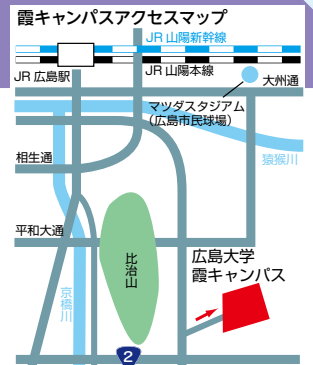 霞キャンパスアクセスマップ
JR 山陽新幹線
JR 広島駅
JR 山陽本線
大州通
マツダスタジアム
（広島市民球場）
相生通
猿猴川
平和大通
比治山
広島大学
霞キャンパス
京橋川
2